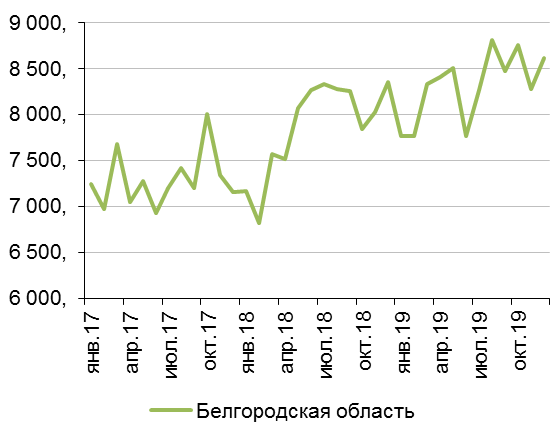 9 000,
8 500,
8 000,
7 500,
7 000,
6 500,
6 000,
янв.17
апр.17
июл.17
окт.17
янв.18
апр.18
июл.18
окт.18
янв.19
апр.19
июл.19
окт.19
Белгородская область